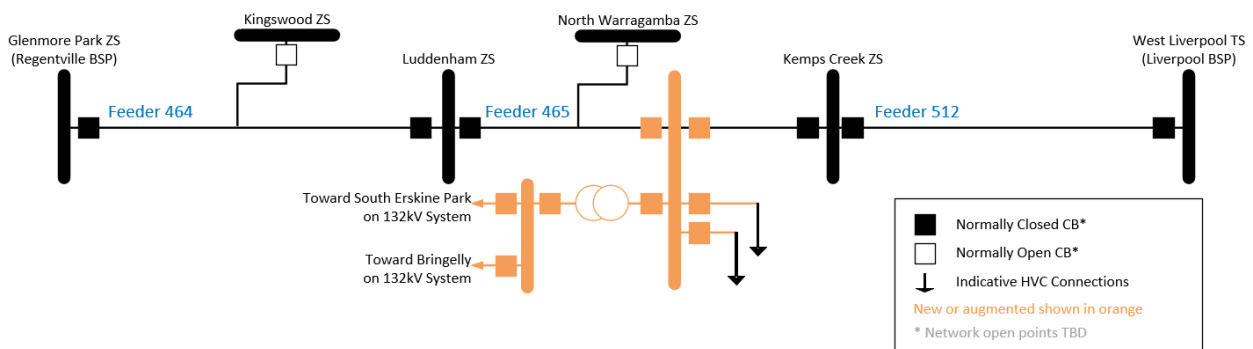 Kingswood ZS
North Warragamba ZS
Glenmore Park ZS
(Regentville BSP)
Luddenham ZS
Kemps Creek ZS
West Liverpool TS
(Liverpool BSP)
Feeder 464
Feeder 465
Feeder 512
Toward South Erskine Park
on 132kV System
Toward Bringelly
on 132kV System
Normally Closed CB*
Normally Open CB*
Indicative HVC Connections
New or augmented shown in orange
* Network open points TBD